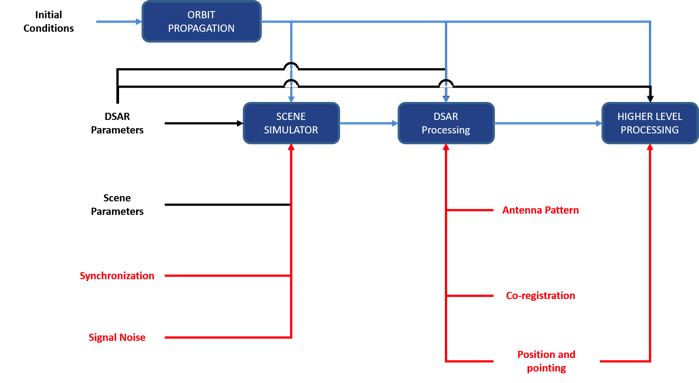 Initial
Conditions
ORBIT
PROPAGATION
DSAR
Parameters
SCENE
SIMULATOR
DSAR
Processing
HIGHER LEVEL
PROCESSING
Scene
Parameters
Antenna Pattern
Synchronization
Co-registration
Signal Noise
Position and
pointing